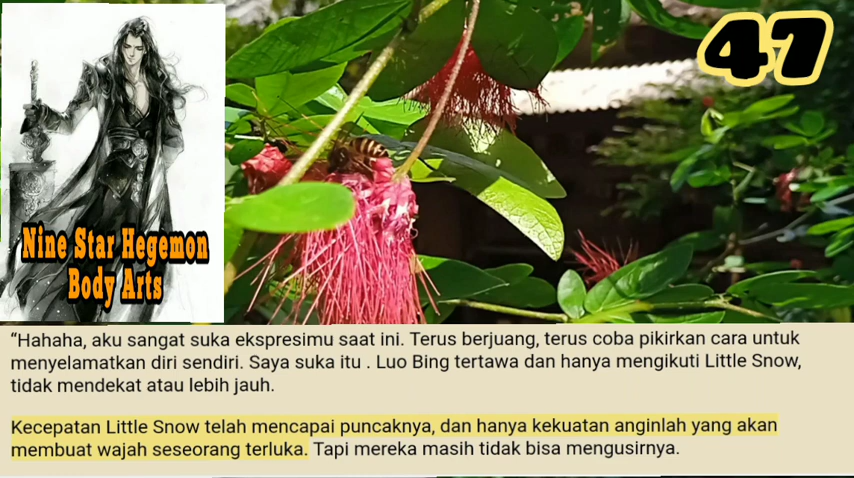 47
Nine Star Hegemon
Body Arts
“Hahaha, aku sangat suka ekspresimu saat ini. Terus berjuang, terus coba pikirkan cara untuk
menyelamatkan diri sendiri. Saya suka itu . Luo Bing tertawa dan hanya mengikuti Little Snow,
tidak mendekat atau lebih jauh.
Kecepatan Little Snow telah mencapai puncaknya, dan hanya kekuatan anginlah yang akan
membuat wajah seseorang terluka. Tapi mereka masih tidak bisa mengusirnya.